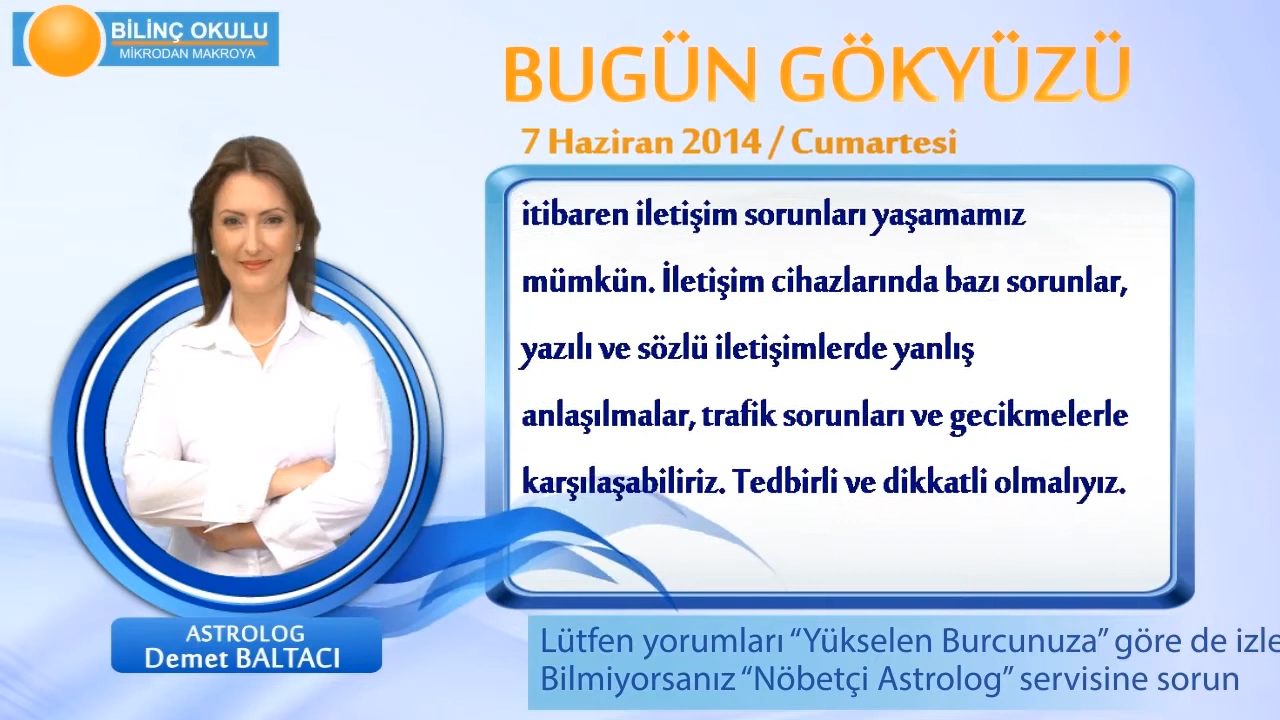 BİLİNÇ OKULU
MİKRODAN MAKROYA
BUGÜN GÖKYÜZÜ
7 Haziran 2014 / Cumartesi
itibaren iletişim sorunları yaşamamız
mümkün. İletişim cihazlarında bazı sorunlar,
yazılı ve sözlü iletişimlerde yanlış
anlaşılmalar, trafik sorunları ve gecikmelerle
karşılaşabiliriz. Tedbirli ve dikkatli olmalıyız.
ASTROLOG
Demet BALTACI
Lütfen yorumları “Yükselen Burcunuza” göre de izle
Bilmiyorsanız “Nöbetçi Astrolog” servisine sorun